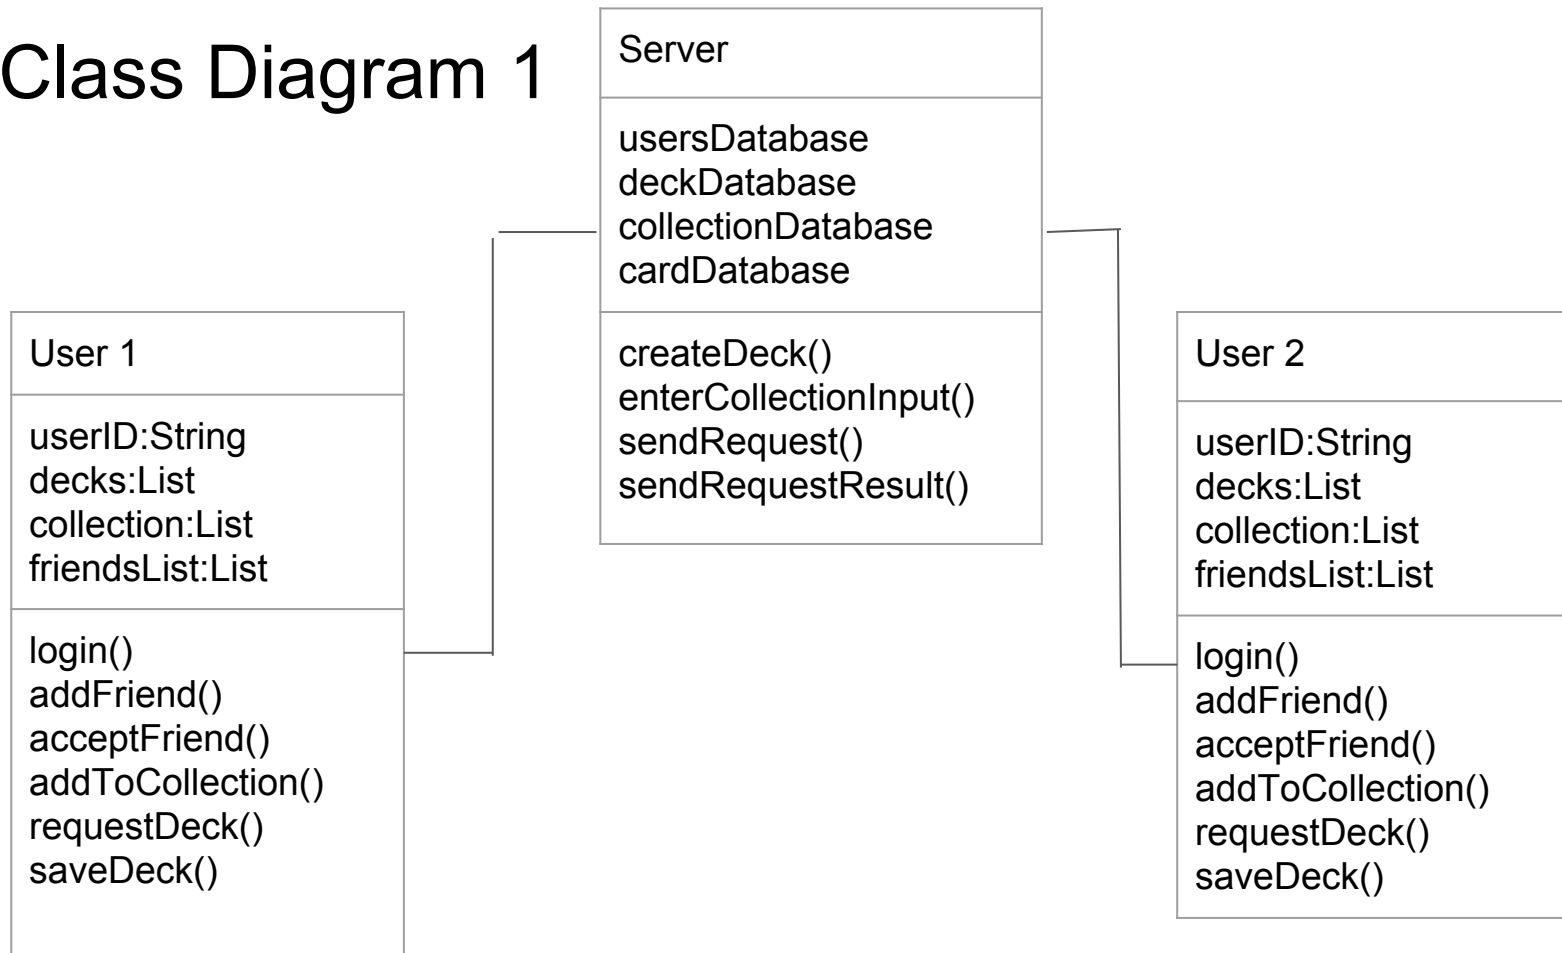 Class Diagram 1
Server
usersDatabase
deckDatabase
collectionDatabase
cardDatabase
createDeck()
enterCollectionInput()
sendRequest()
sendRequestResult()
User 1
userID:String
decks:List
collection:List
friendsList:List
login()
addFriend()
acceptFriend()
addToCollection()
requestDeck()
saveDeck()
User 2
userID:String
decks:List
collection:List
friendsList:List
login()
addFriend()
acceptFriend()
addToCollection()
requestDeck()
saveDeck()